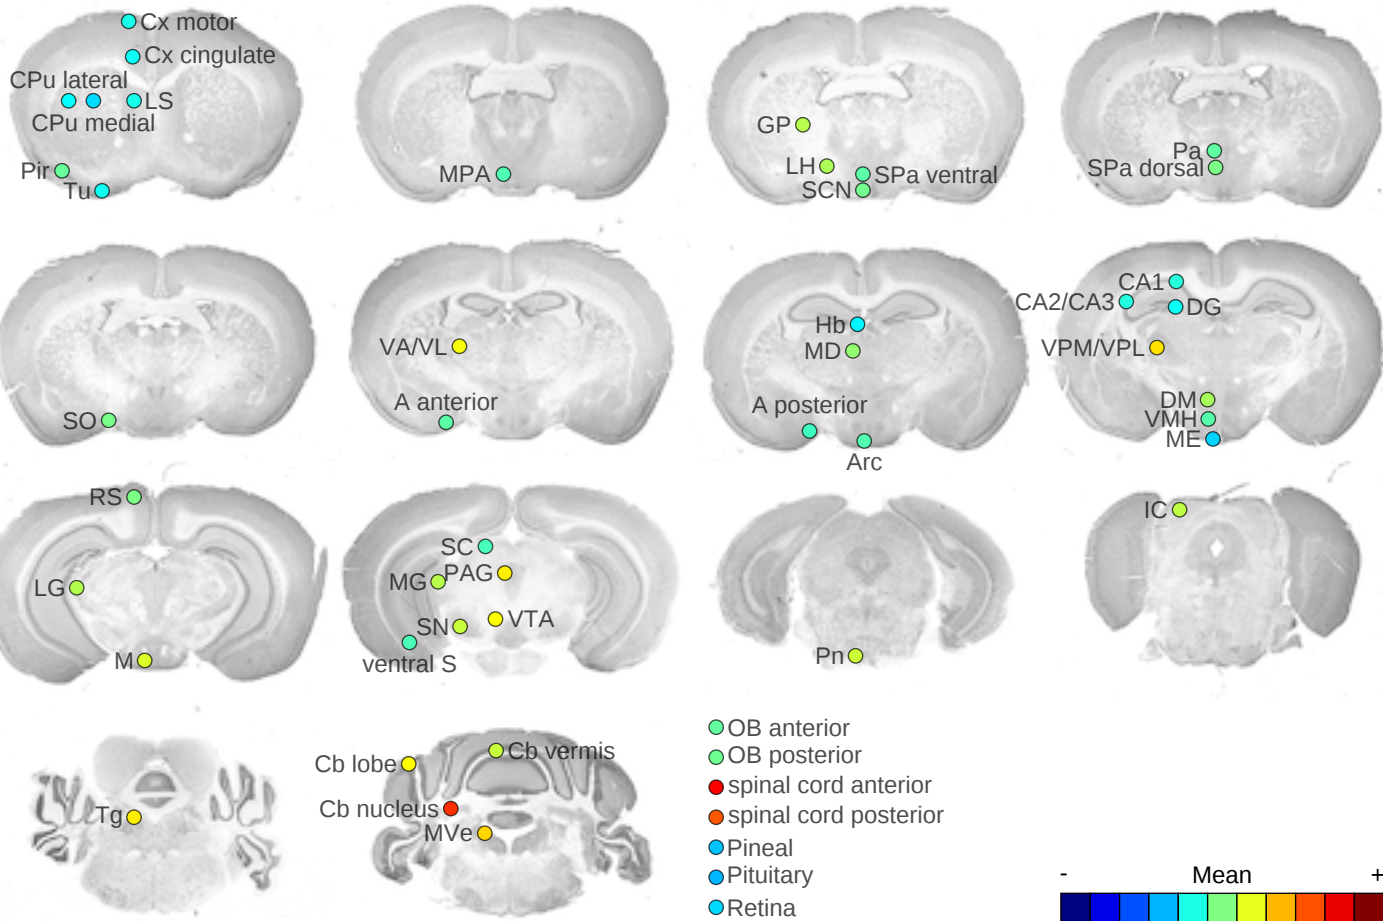 Cx motor
Cx cingulate
CPu lateral
LS
CPu medial
Pir
Tu
MPA
GP
LH
SPa ventral
SCN
Pa
SPa dorsal
SO
VA/VL
A anterior
Hb
MD
A posterior
Arc
CA1
CA2/CA3
DG
VPM/VPL
DM
VMH
ME
RS
LG
M
SC
MG
PAG
SN
VTA
ventral S
Pn
IC
Tg
Cb lobe
Cb vermis
Cb nucleus
MVe
OB anterior
OB posterior
spinal cord anterior
spinal cord posterior
Pineal
Pituitary
Retina
- Mean +